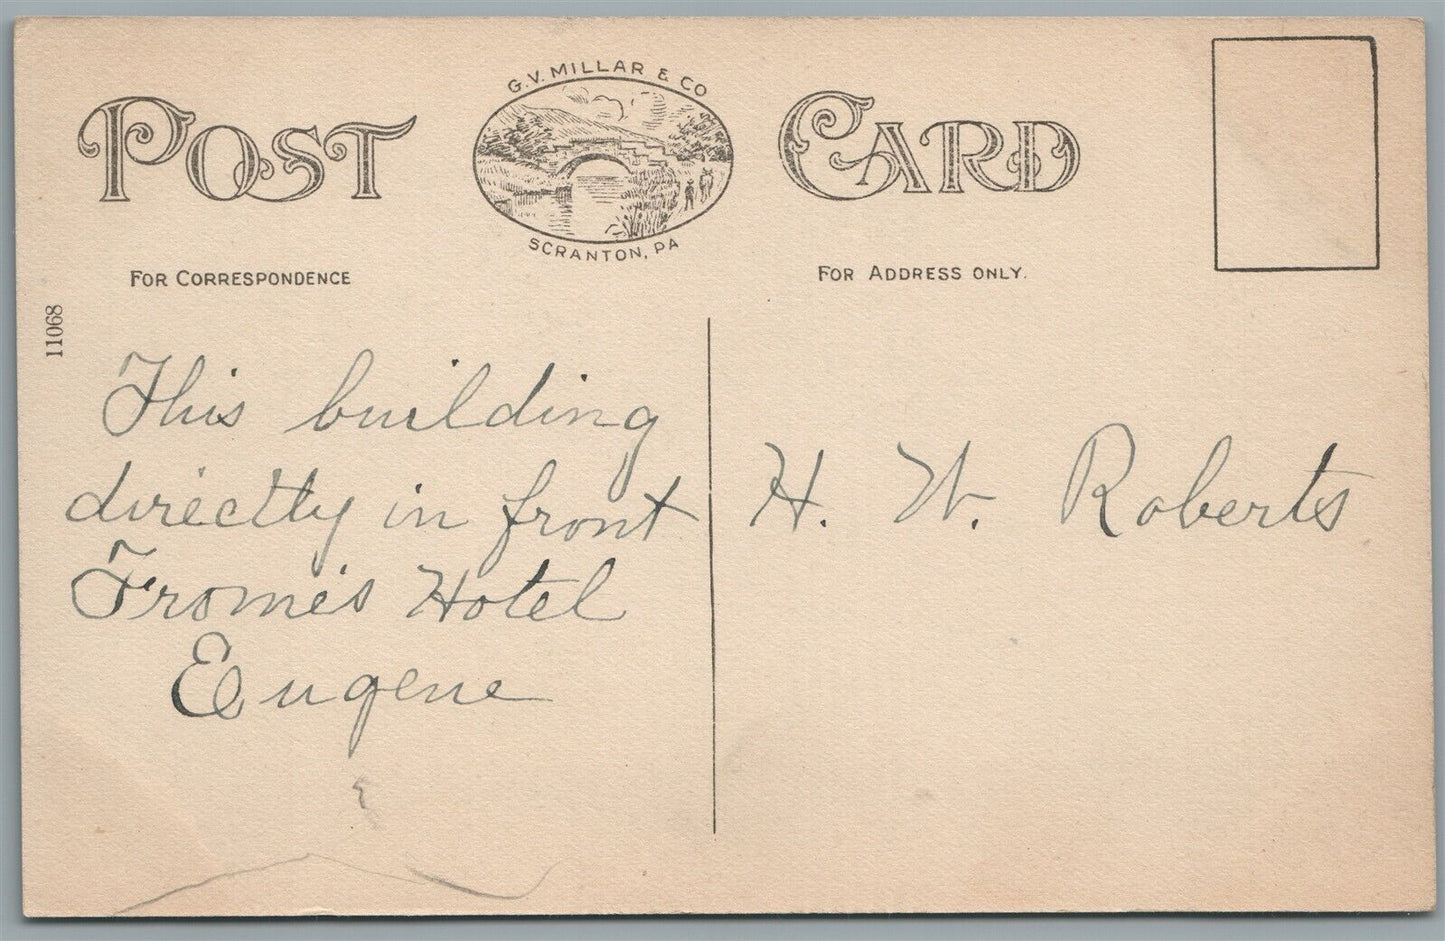 G.V. MILLAR & CO
POST CARD
SCRANTON, PA
FOR CORRESPONDENCE
FOR ADDRESS ONLY.
11068
This building
directly in front
Frome's Hotel
Eugene
H. W. Roberts